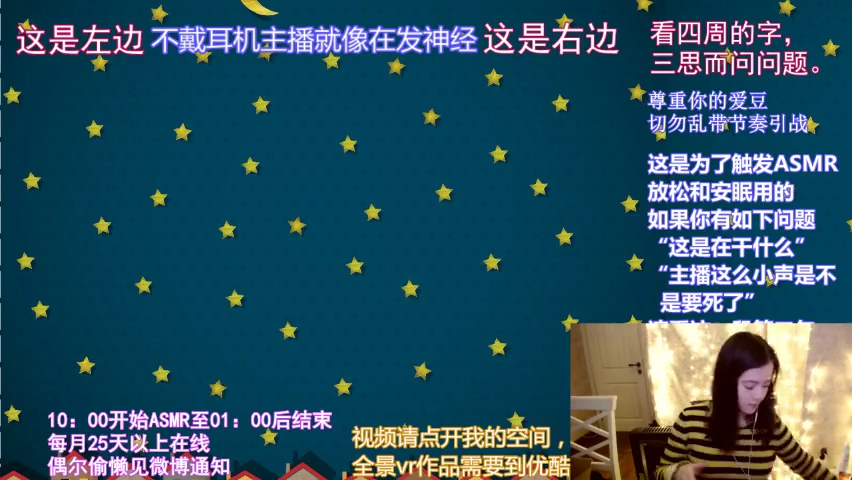 这是左边 不戴耳机主播就像在发神经 这是右边
看四周的字，
三思而问问题。
尊重你的爱豆
切勿乱带节奏引战
这是为了触发ASMR
放松和安眠用的
如果你有如下问题
“这是在干什么”
“主播这么小声是不
是要死了”
10：00开始ASMR至01：00后结束
每月25天以上在线
偶尔偷懒见微博通知
视频请点开我的空间，
全景vr作品需要到优酷